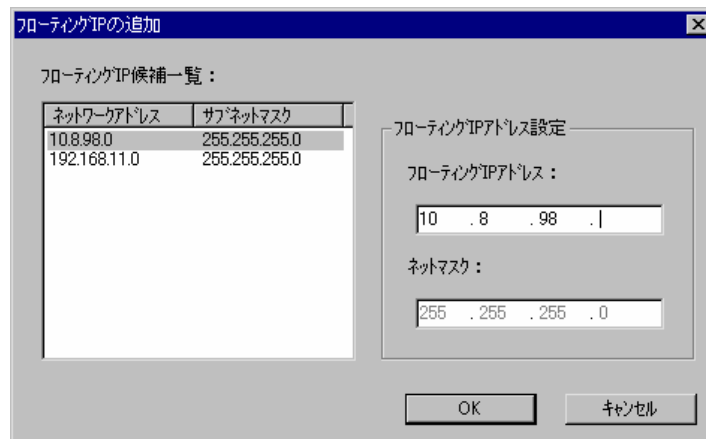 フローティングIPの追加
フローティングIP候補一覧：
ネットワークアドレス サブネットマスク
10.8.98.0 255.255.255.0
192.168.11.0 255.255.255.0
フローティングIPアドレス設定
フローティングIPアドレス：
10 .8 .98 .
ネットマスク：
255 .255 .255 .0
OK キャンセル